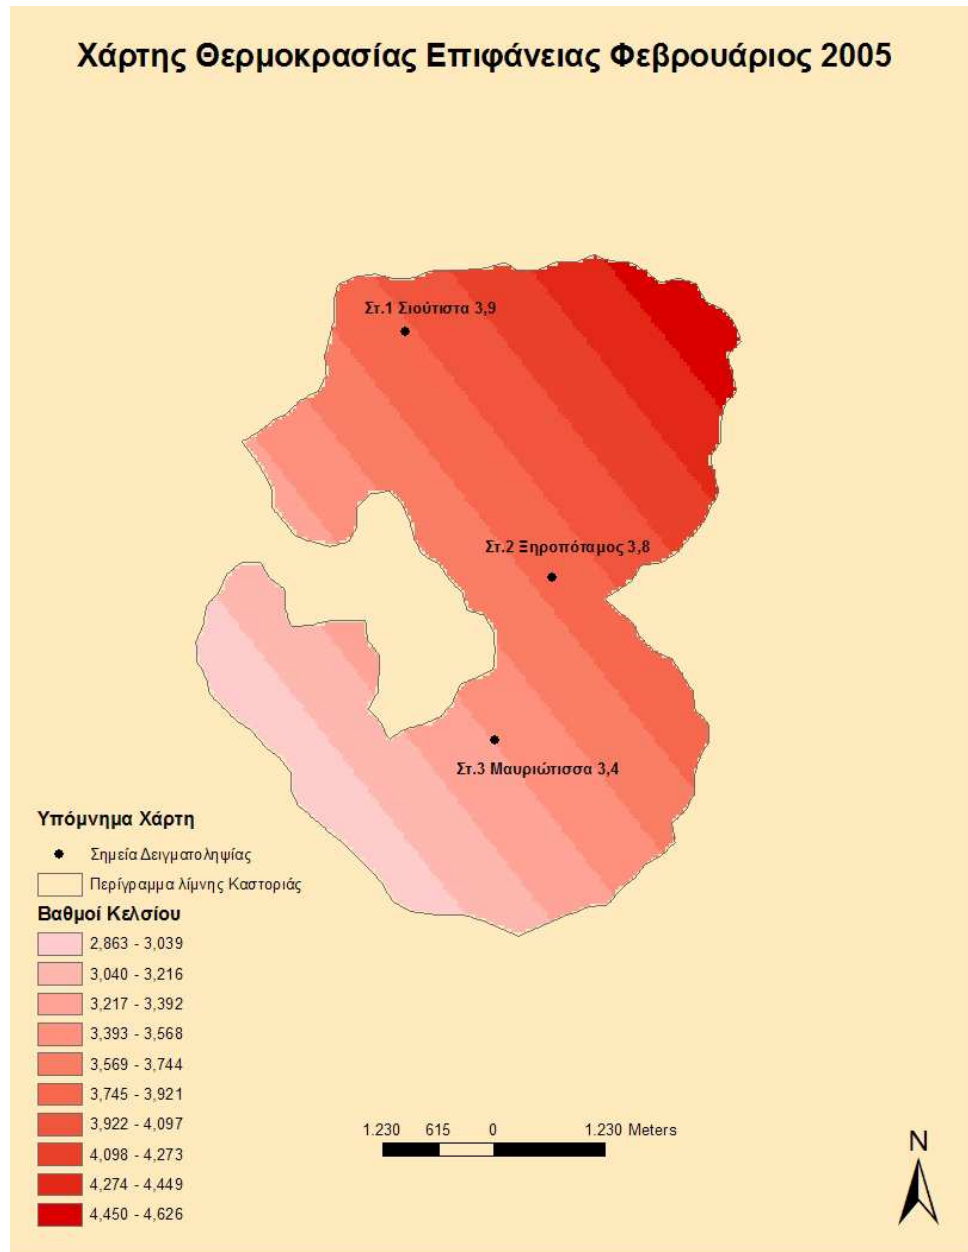 Χάρτης Θερμοκρασίας Επιφάνειας Φεβρουάριος 2005
Στ.1 Σιούτιστα 3,9
Στ.2 Ξηροπόταμος 3,8
Στ.3 Μαυριώτισσα 3,4
Υπόμνημα Χάρτη
Σημεία Δειγματοληψίας
Περίγραμμα λίμνης Καστοριάς
Βαθμοί Κελσίου
2,863 - 3,039
3,040 - 3,216
3,217 - 3,392
3,393 - 3,568
3,569 - 3,744
3,745 - 3,921
3,922 - 4,097
4,098 - 4,273
4,274 - 4,449
4,450 - 4,626
1.230 615 0 1.230 Meters
N